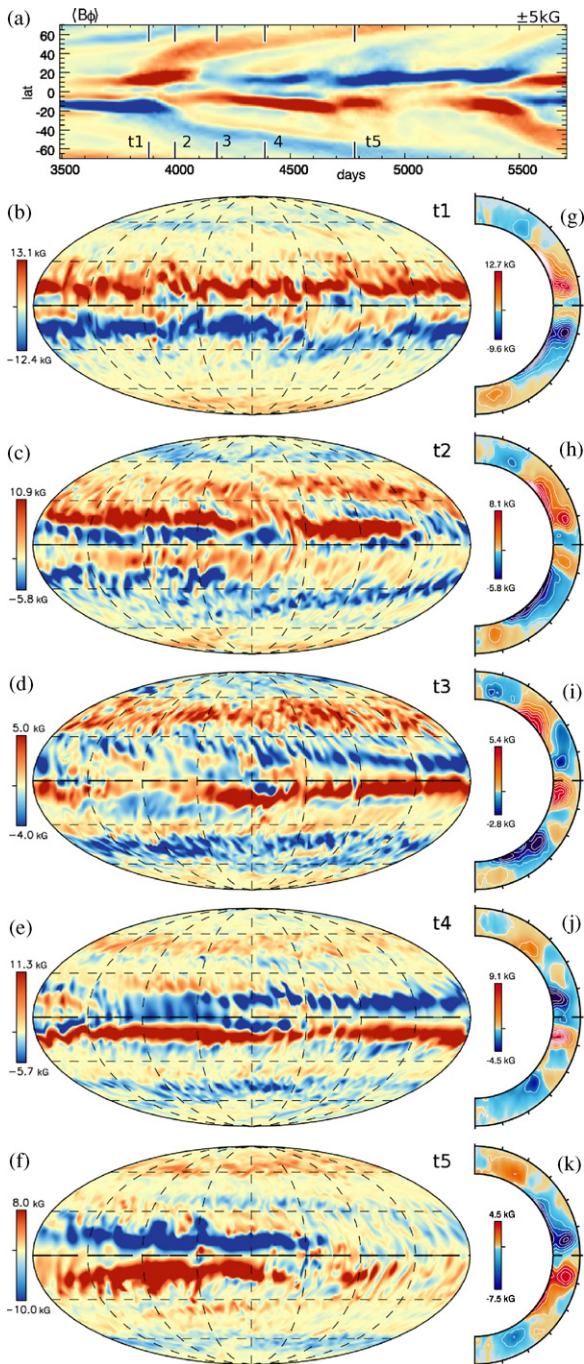 (a) ⟨Bϕ⟩ ±5kG
60
40
20
0
-20
-40
-60
lat
t1 2 3 4 t5
3500 4000 4500 5000 5500
days
(b) t1 (g)
13.1 kG
-12.4 kG
12.7 kG
-9.6 kG
(c) t2 (h)
10.9 kG
-5.8 kG
8.1 kG
-5.8 kG
(d) t3 (i)
5.0 kG
-4.0 kG
5.4 kG
-2.8 kG
(e) t4 (j)
11.3 kG
-5.7 kG
9.1 kG
-4.5 kG
(f) t5 (k)
8.0 kG
-10.0 kG
4.5 kG
-7.5 kG